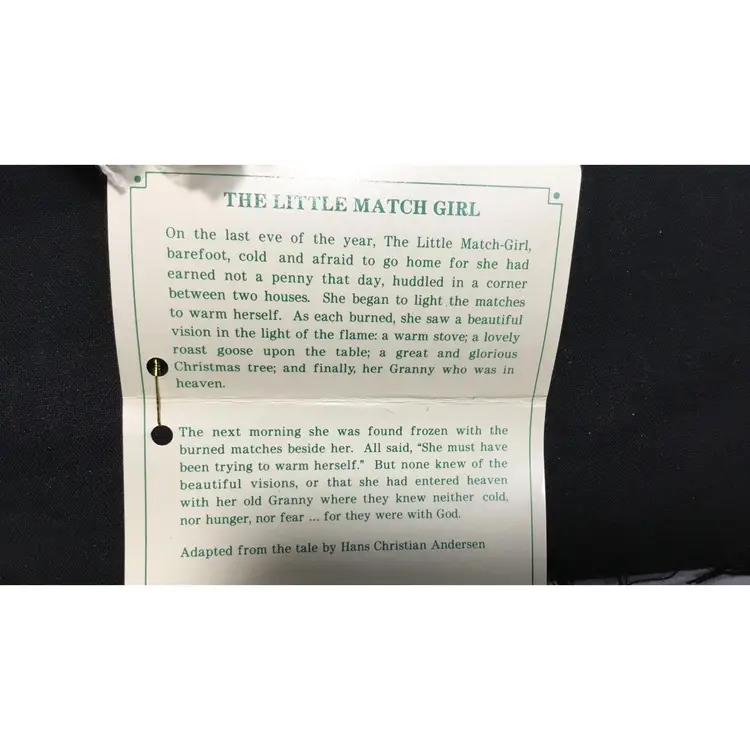 THE LITTLE MATCH GIRL
On the last eve of the year, The Little Match-Girl,
barefoot, cold and afraid to go home for she had
earned not a penny that day, huddled in a corner
between two houses. She began to light the matches
to warm herself. As each burned, she saw a beautiful
vision in the light of the flame: a warm stove; a lovely
roast goose upon the table; a great and glorious
Christmas tree; and finally, her Granny who was in
heaven.
The next morning she was found frozen with the
burned matches beside her. All said, "She must have
been trying to warm herself." But none knew of the
beautiful visions, or that she had entered heaven
with her old Granny where they knew neither cold,
nor hunger, nor fear ... for they were with God.
Adapted from the tale by Hans Christian Andersen